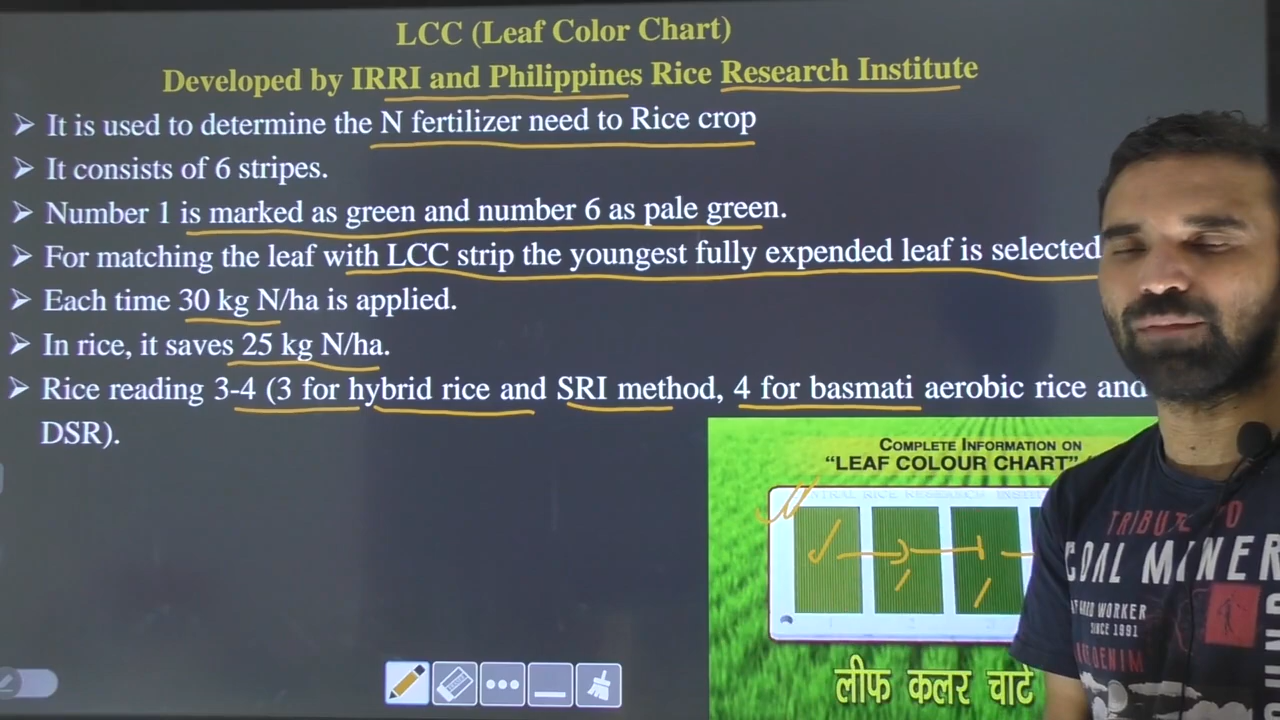 LCC (Leaf Color Chart)
Developed by IRRI and Philippines Rice Research Institute
➢ It is used to determine the N fertilizer need to Rice crop
➢ It consists of 6 stripes.
➢ Number 1 is marked as green and number 6 as pale green.
➢ For matching the leaf with LCC strip the youngest fully expended leaf is selected
➢ Each time 30 kg N/ha is applied.
➢ In rice, it saves 25 kg N/ha.
➢ Rice reading 3-4 (3 for hybrid rice and SRI method, 4 for basmati aerobic rice and
DSR).
COMPLETE INFORMATION ON
“LEAF COLOUR CHART”
RICE RESEARCH
लीफ कलर चार्ट
TRIBUTE TO
COAL MINER
HARD WORKER
SINCE 1991
DENIM